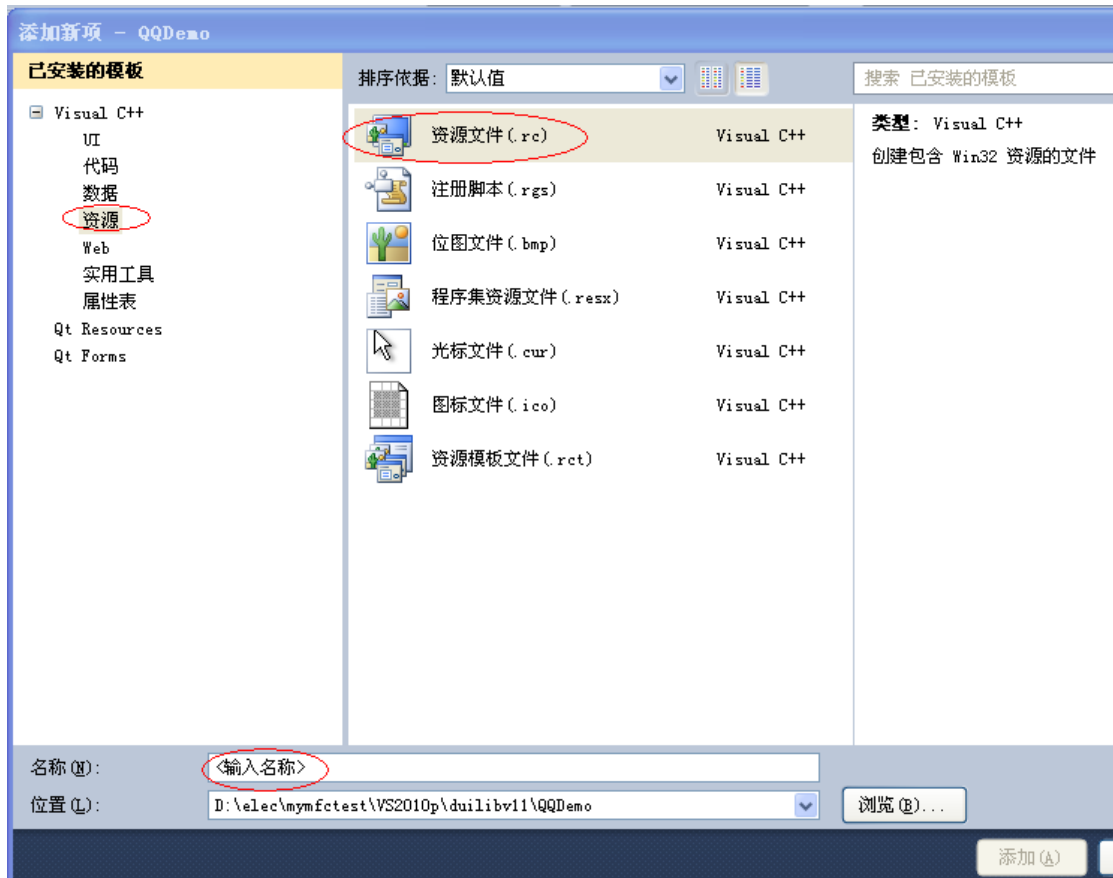 添加新项 - QQDemo
已安装的模板
排序依据: 默认值
搜索 已安装的模板
Visual C++
UI
代码
数据
资源
Web
实用工具
属性表
Qt Resources
Qt Forms
资源文件(.rc) Visual C++
注册脚本(.rgs) Visual C++
位图文件(.bmp) Visual C++
程序集资源文件(.resx) Visual C++
光标文件(.cur) Visual C++
图标文件(.ico) Visual C++
资源模板文件(.rct) Visual C++
类型: Visual C++
创建包含 Win32 资源的文件
名称(N): <输入名称>
位置(L): D:\elec\mymfctest\VS2010p\duilibv11\QQDemo
浏览(B)...
添加(A)